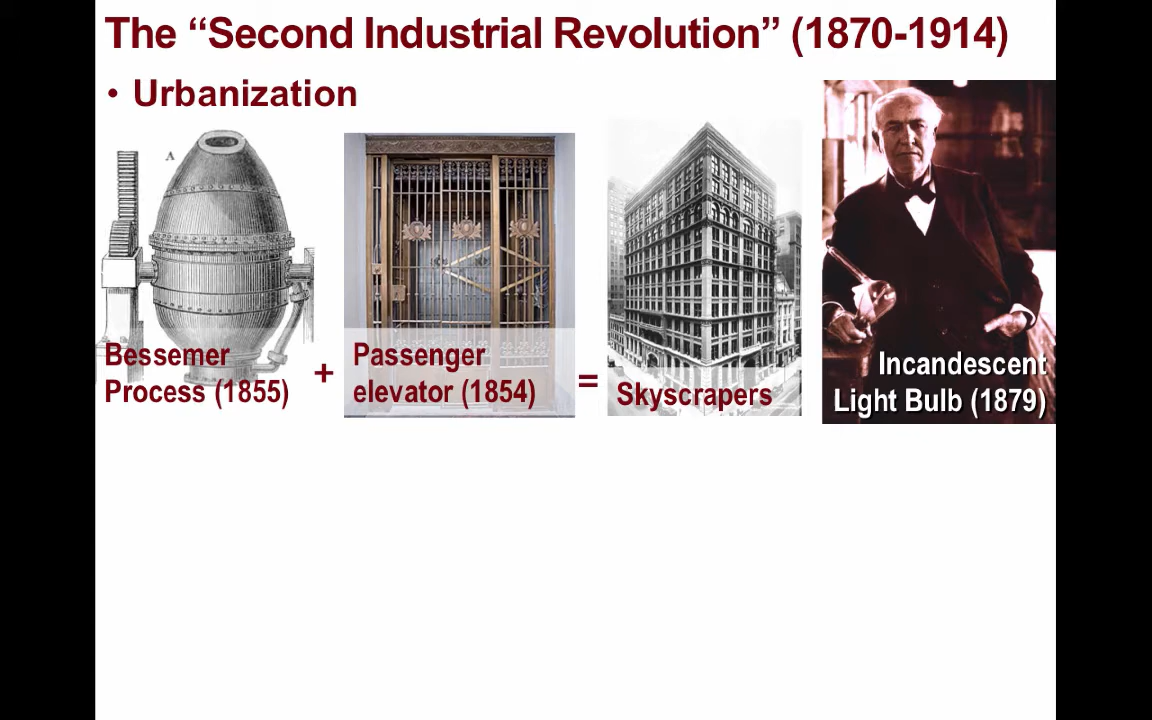 The “Second Industrial Revolution” (1870-1914)
• Urbanization
A
Bessemer
Process (1855)
+
Passenger
elevator (1854)
=
Skyscrapers
Incandescent
Light Bulb (1879)